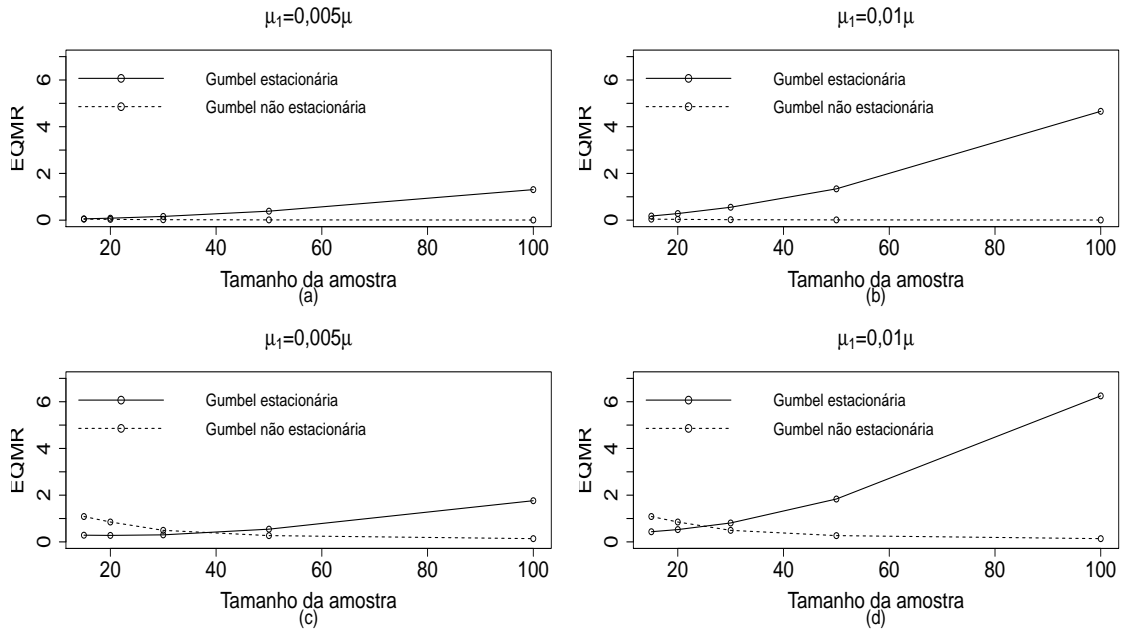 μ₁=0,005μ
EQMR
0 2 4 6
Gumbel estacionária
Gumbel não estacionária
20 40 60 80 100
Tamanho da amostra
(a)
μ₁=0,01μ
EQMR
0 2 4 6
Gumbel estacionária
Gumbel não estacionária
20 40 60 80 100
Tamanho da amostra
(b)
μ₁=0,005μ
EQMR
0 2 4 6
Gumbel estacionária
Gumbel não estacionária
20 40 60 80 100
Tamanho da amostra
(c)
μ₁=0,01μ
EQMR
0 2 4 6
Gumbel estacionária
Gumbel não estacionária
20 40 60 80 100
Tamanho da amostra
(d)